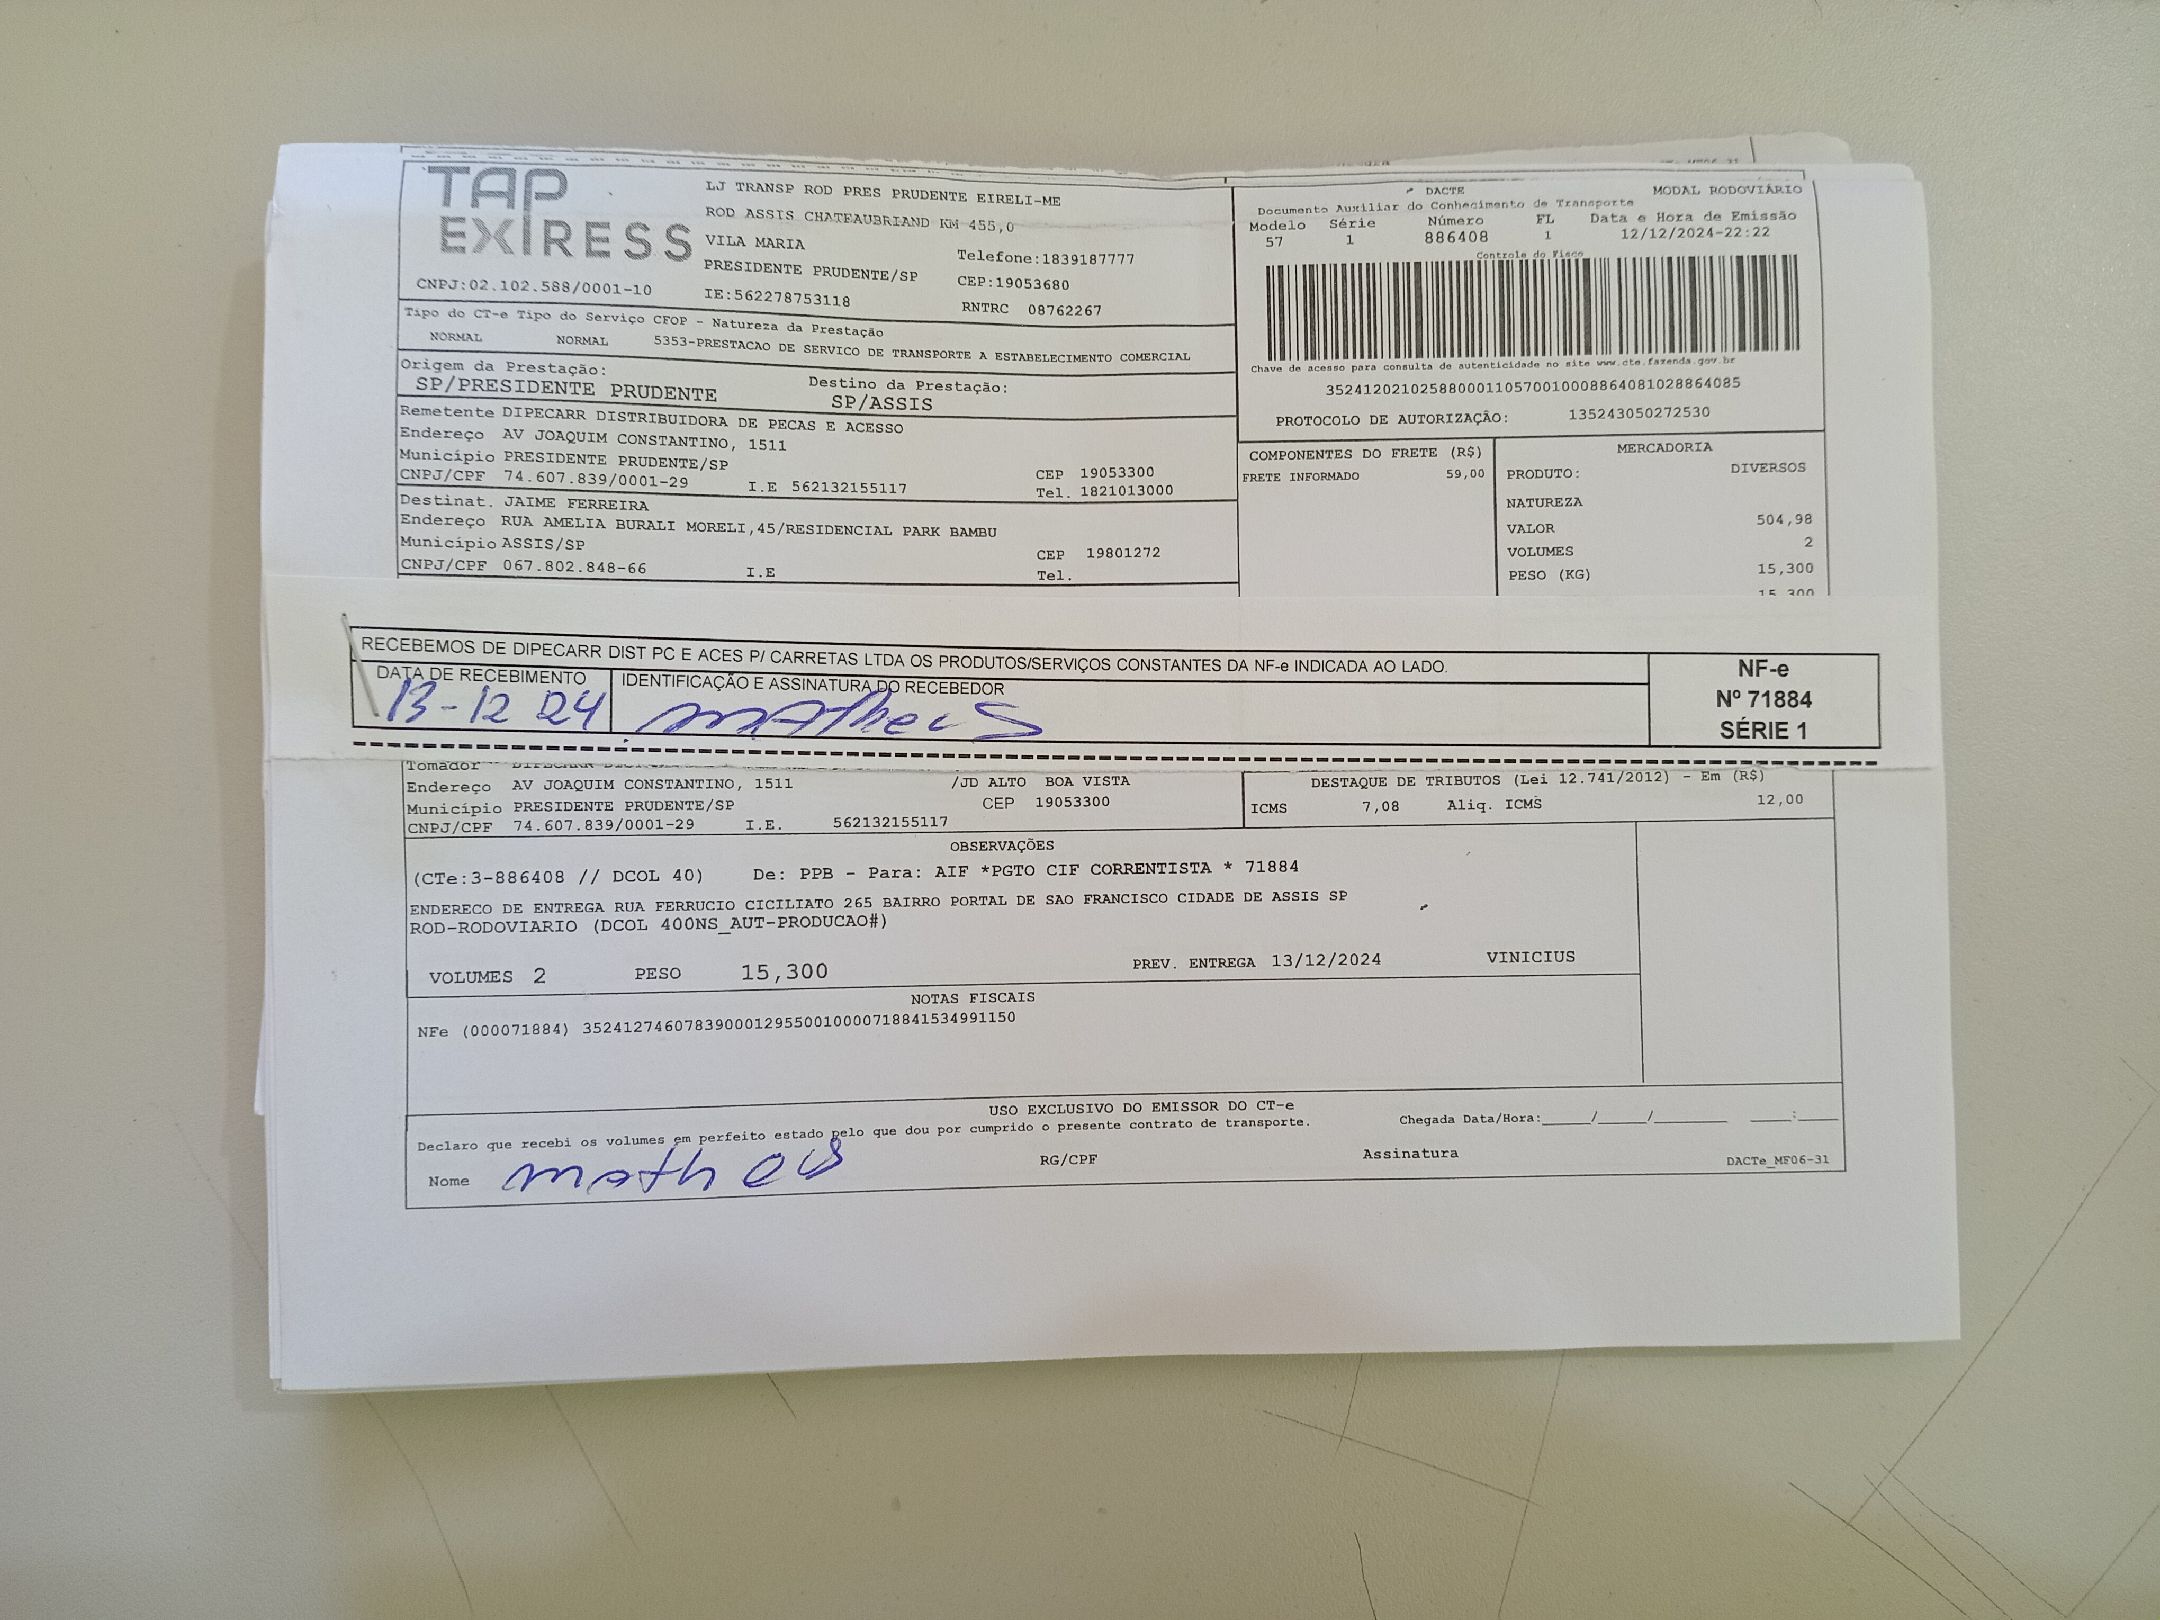 TAP
EXIRESS
CNPJ:02.102.588/0001-10
LJ TRANSP ROD PRES PRUDENTE EIRELI-ME
ROD ASSIS CHATEAUBRIAND KM 455,0
VILA MARIA
Telefone:1839187777
PRESIDENTE PRUDENTE/SP
CEP:19053680
IE:562278753118
RNTRC 08762267
DACTE
MODAL RODOVIÁRIO
Documento Auxiliar do Conhecimento de Transporte
Modelo Série Número FL Data e Hora de Emissão
57 1 886408 1 12/12/2024-22:22
Controle do Fisco
Chave de acesso para consulta de autenticidade no site www.cte.fazenda.gov.br
35241202102588000110570010008864081028864085
PROTOCOLO DE AUTORIZAÇÃO: 135243050272530
Tipo do CT-e Tipo do Serviço CFOP - Natureza da Prestação
NORMAL NORMAL 5353-PRESTACAO DE SERVICO DE TRANSPORTE A ESTABELECIMENTO COMERCIAL
Origem da Prestação:
SP/PRESIDENTE PRUDENTE
Destino da Prestação:
SP/ASSIS
Remetente DIPECARR DISTRIBUIDORA DE PECAS E ACESSO
Endereço AV JOAQUIM CONSTANTINO, 1511
Município PRESIDENTE PRUDENTE/SP
CEP 19053300
CNPJ/CPF 74.607.839/0001-29 I.E 562132155117
Tel. 1821013000
Destinat. JAIME FERREIRA
Endereço RUA AMELIA BURALI MORELI,45/RESIDENCIAL PARK BAMBU
Município ASSIS/SP
CEP 19801272
CNPJ/CPF 067.802.848-66 I.E
Tel.
COMPONENTES DO FRETE (R$)
FRETE INFORMADO 59,00
MERCADORIA
PRODUTO: DIVERSOS
NATUREZA
VALOR 504,98
VOLUMES 2
PESO (KG) 15,300
15,300
RECEBEMOS DE DIPECARR DIST PC E ACES P/ CARRETAS LTDA OS PRODUTOS/SERVIÇOS CONSTANTES DA NF-e INDICADA AO LADO.
DATA DE RECEBIMENTO
13-12 24
IDENTIFICAÇÃO E ASSINATURA DO RECEBEDOR
matheus
NF-e
Nº 71884
SÉRIE 1
Tomador
Endereço AV JOAQUIM CONSTANTINO, 1511 /JD ALTO BOA VISTA
Município PRESIDENTE PRUDENTE/SP CEP 19053300
CNPJ/CPF 74.607.839/0001-29 I.E. 562132155117
DESTAQUE DE TRIBUTOS (Lei 12.741/2012) - Em (R$)
ICMS 7,08 Aliq. ICMS 12,00
OBSERVAÇÕES
(CTe:3-886408 // DCOL 40) De: PPB - Para: AIF *PGTO CIF CORRENTISTA * 71884
ENDERECO DE ENTREGA RUA FERRUCIO CICILIATO 265 BAIRRO PORTAL DE SAO FRANCISCO CIDADE DE ASSIS SP
ROD-RODOVIARIO (DCOL 400NS_AUT-PRODUCAO#)
VOLUMES 2 PESO 15,300 PREV. ENTREGA 13/12/2024 VINICIUS
NOTAS FISCAIS
NFe (000071884) 35241274607839000129550010000718841534991150
USO EXCLUSIVO DO EMISSOR DO CT-e
Declaro que recebi os volumes em perfeito estado pelo que dou por cumprido o presente contrato de transporte.
Chegada Data/Hora:____/____/______ ____:____
Nome matheus RG/CPF Assinatura
DACTe_MF06-31